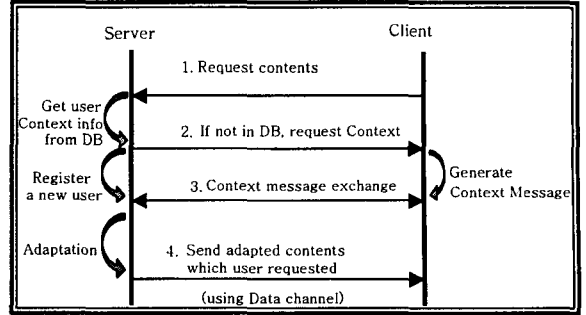 Server
Client
1. Request contents
Get user
Context info
from DB
2. If not in DB, request Context
Register
a new user
3. Context message exchange
Generate
Context Message
Adaptation
4. Send adapted contents
which user requested
(using Data channel)